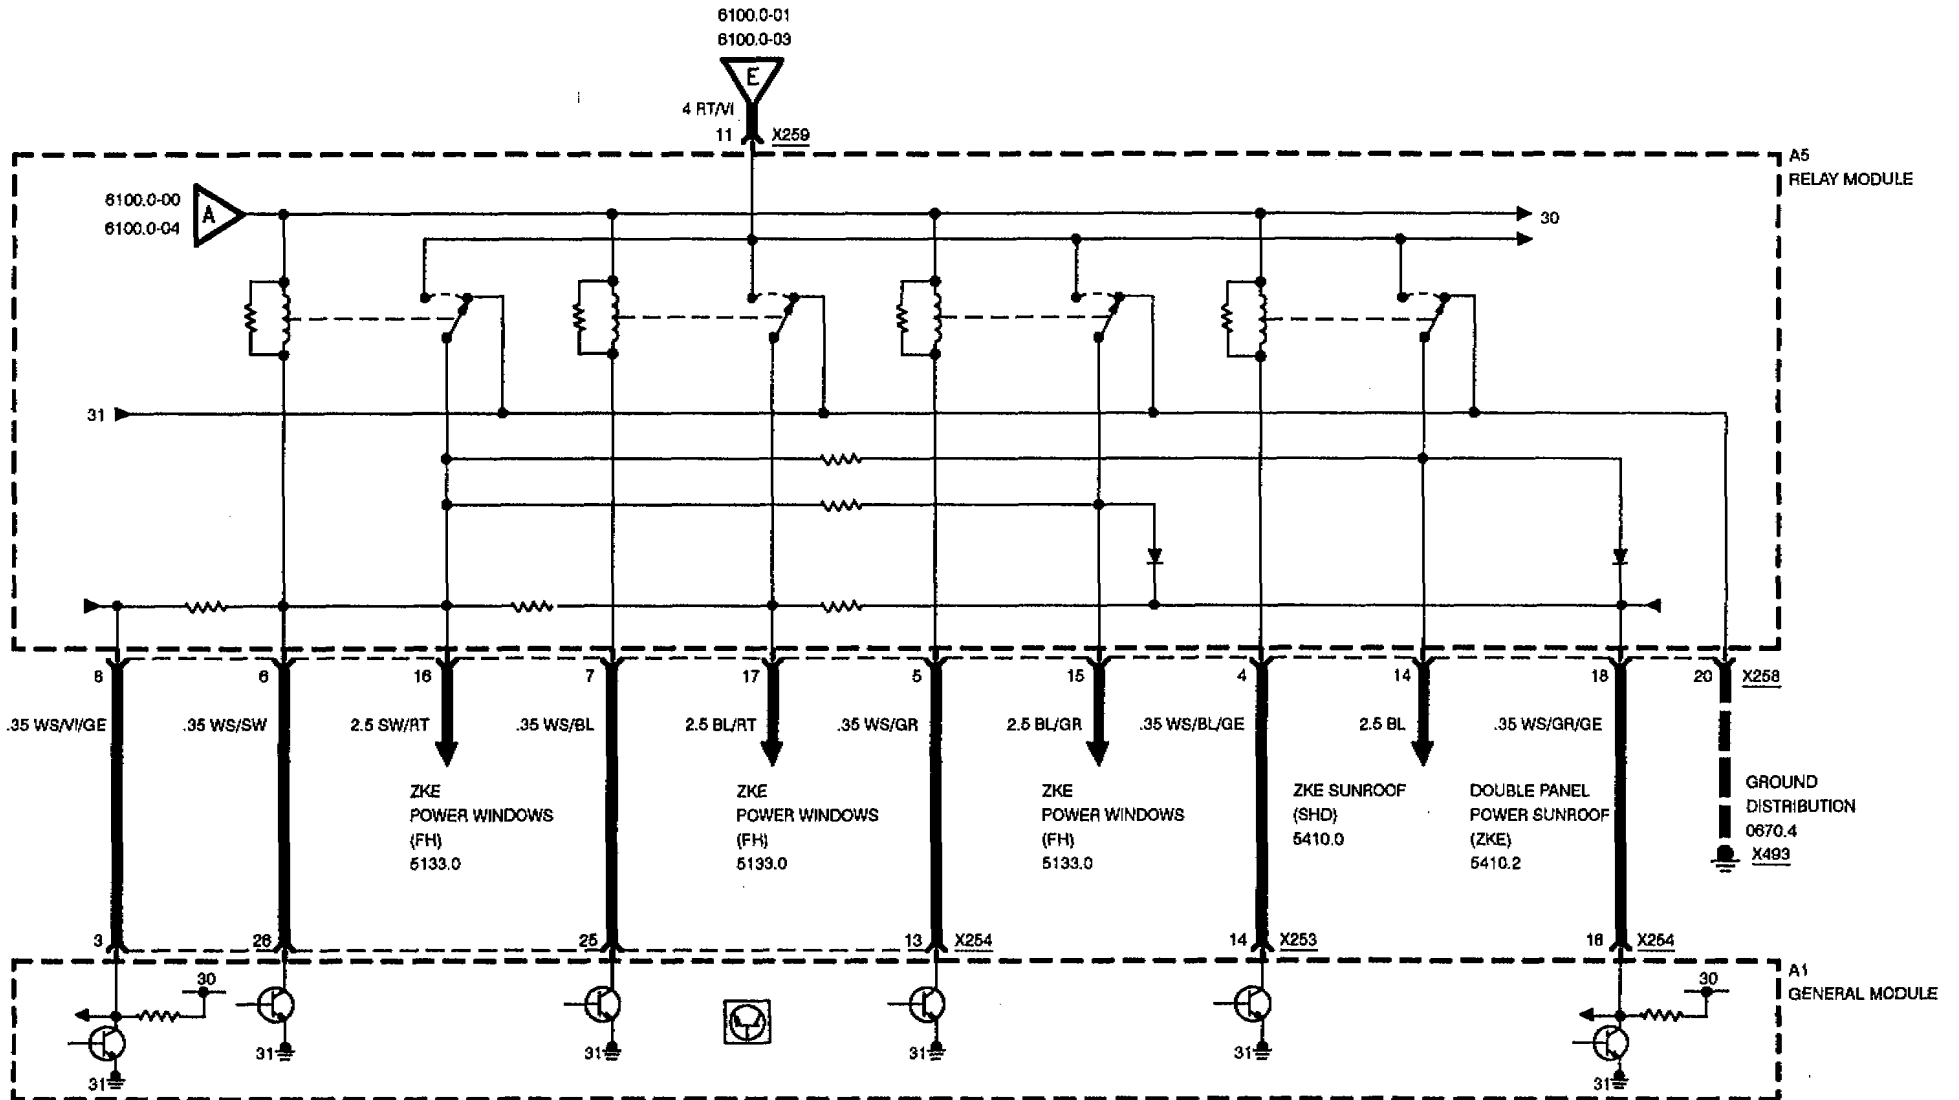 6100.0-01
6100.0-03
E
4 RT/VI
11 X259
A5
RELAY MODULE
6100.0-00
A
6100.0-04
30
31
8 6 16 7 17 5 15 4 14 18 20 X258
.35 WS/VI/GE .35 WS/SW 2.5 SW/RT .35 WS/BL 2.5 BL/RT .35 WS/GR 2.5 BL/GR .35 WS/BL/GE 2.5 BL .35 WS/GR/GE
ZKE
POWER WINDOWS
(FH)
5133.0
ZKE
POWER WINDOWS
(FH)
5133.0
ZKE
POWER WINDOWS
(FH)
5133.0
ZKE SUNROOF
(SHD)
5410.0
DOUBLE PANEL
POWER SUNROOF
(ZKE)
5410.2
GROUND
DISTRIBUTION
0670.4
X493
3 26 25 13 X254 14 X253 18 X254
A1
GENERAL MODULE
30 30
31 31 31 31
31 31